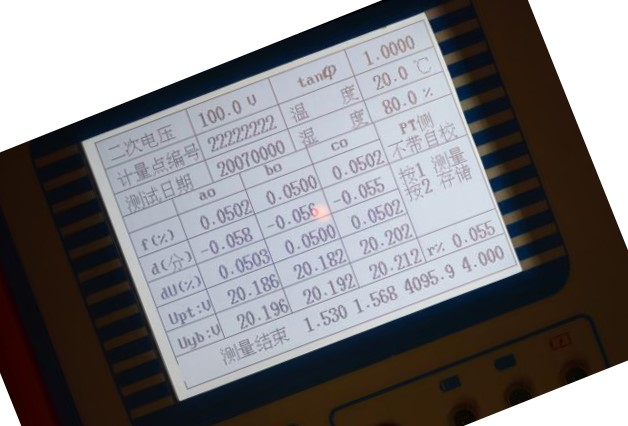 二次电压 100.0 V tanφ 1.0000
计量点编号 22222222 温 度 20.0 ℃
测试日期 20070000 湿 度 80.0 %
ao bo co PT侧
不带自校
f(%) 0.0502 0.0500 0.0502 按1 测量
d(分) -0.058 -0.056 -0.055 按2 存储
dU(%) 0.0503 0.0500 0.0502
Upt:V 20.186 20.182 20.202
Uyb:V 20.196 20.192 20.212 r% 0.055
测量结束 1.530 1.568 4095.9 4.000